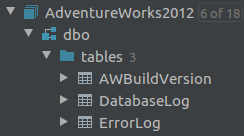 AdventureWorks2012 6 of 18
dbo
tables 3
AWBuildVersion
DatabaseLog
ErrorLog